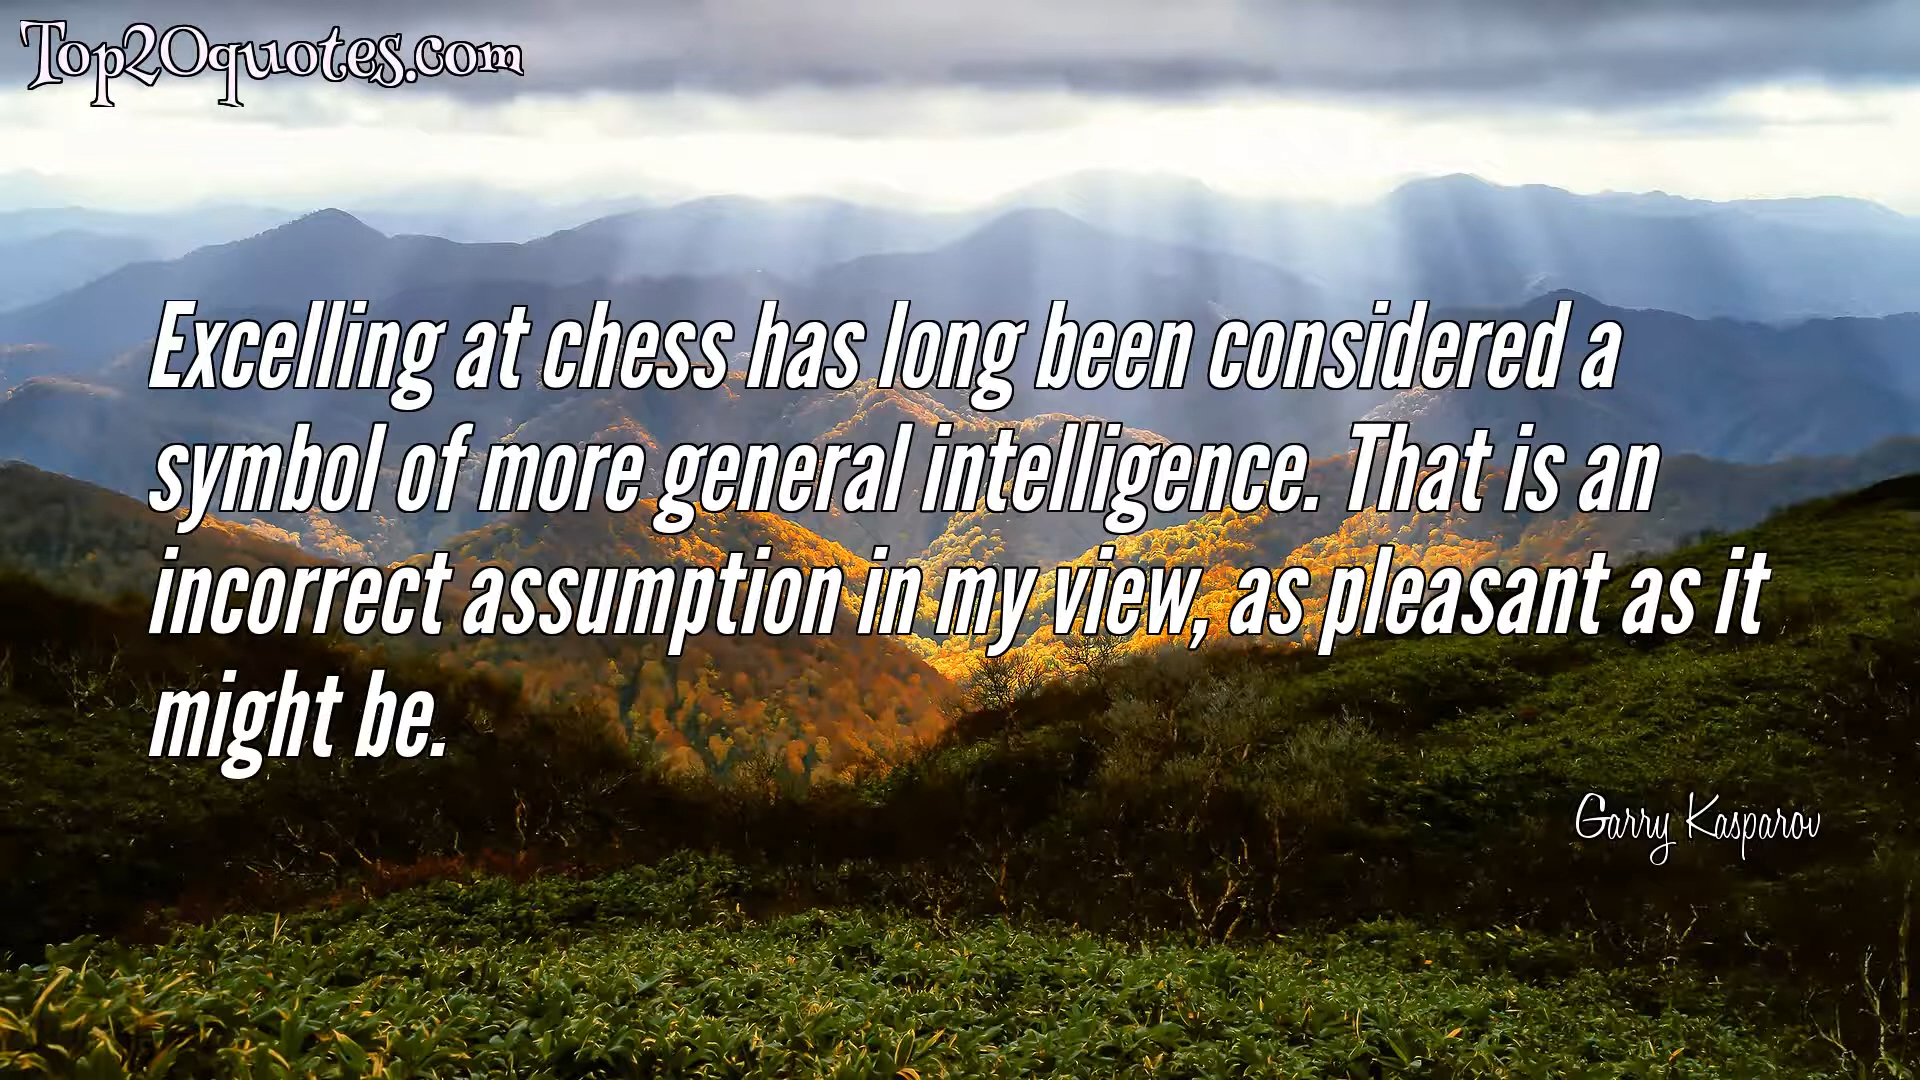 Top20quotes.com
Excelling at chess has long been considered a
symbol of more general intelligence. That is an
incorrect assumption in my view, as pleasant as it
might be.
Garry Kasparov